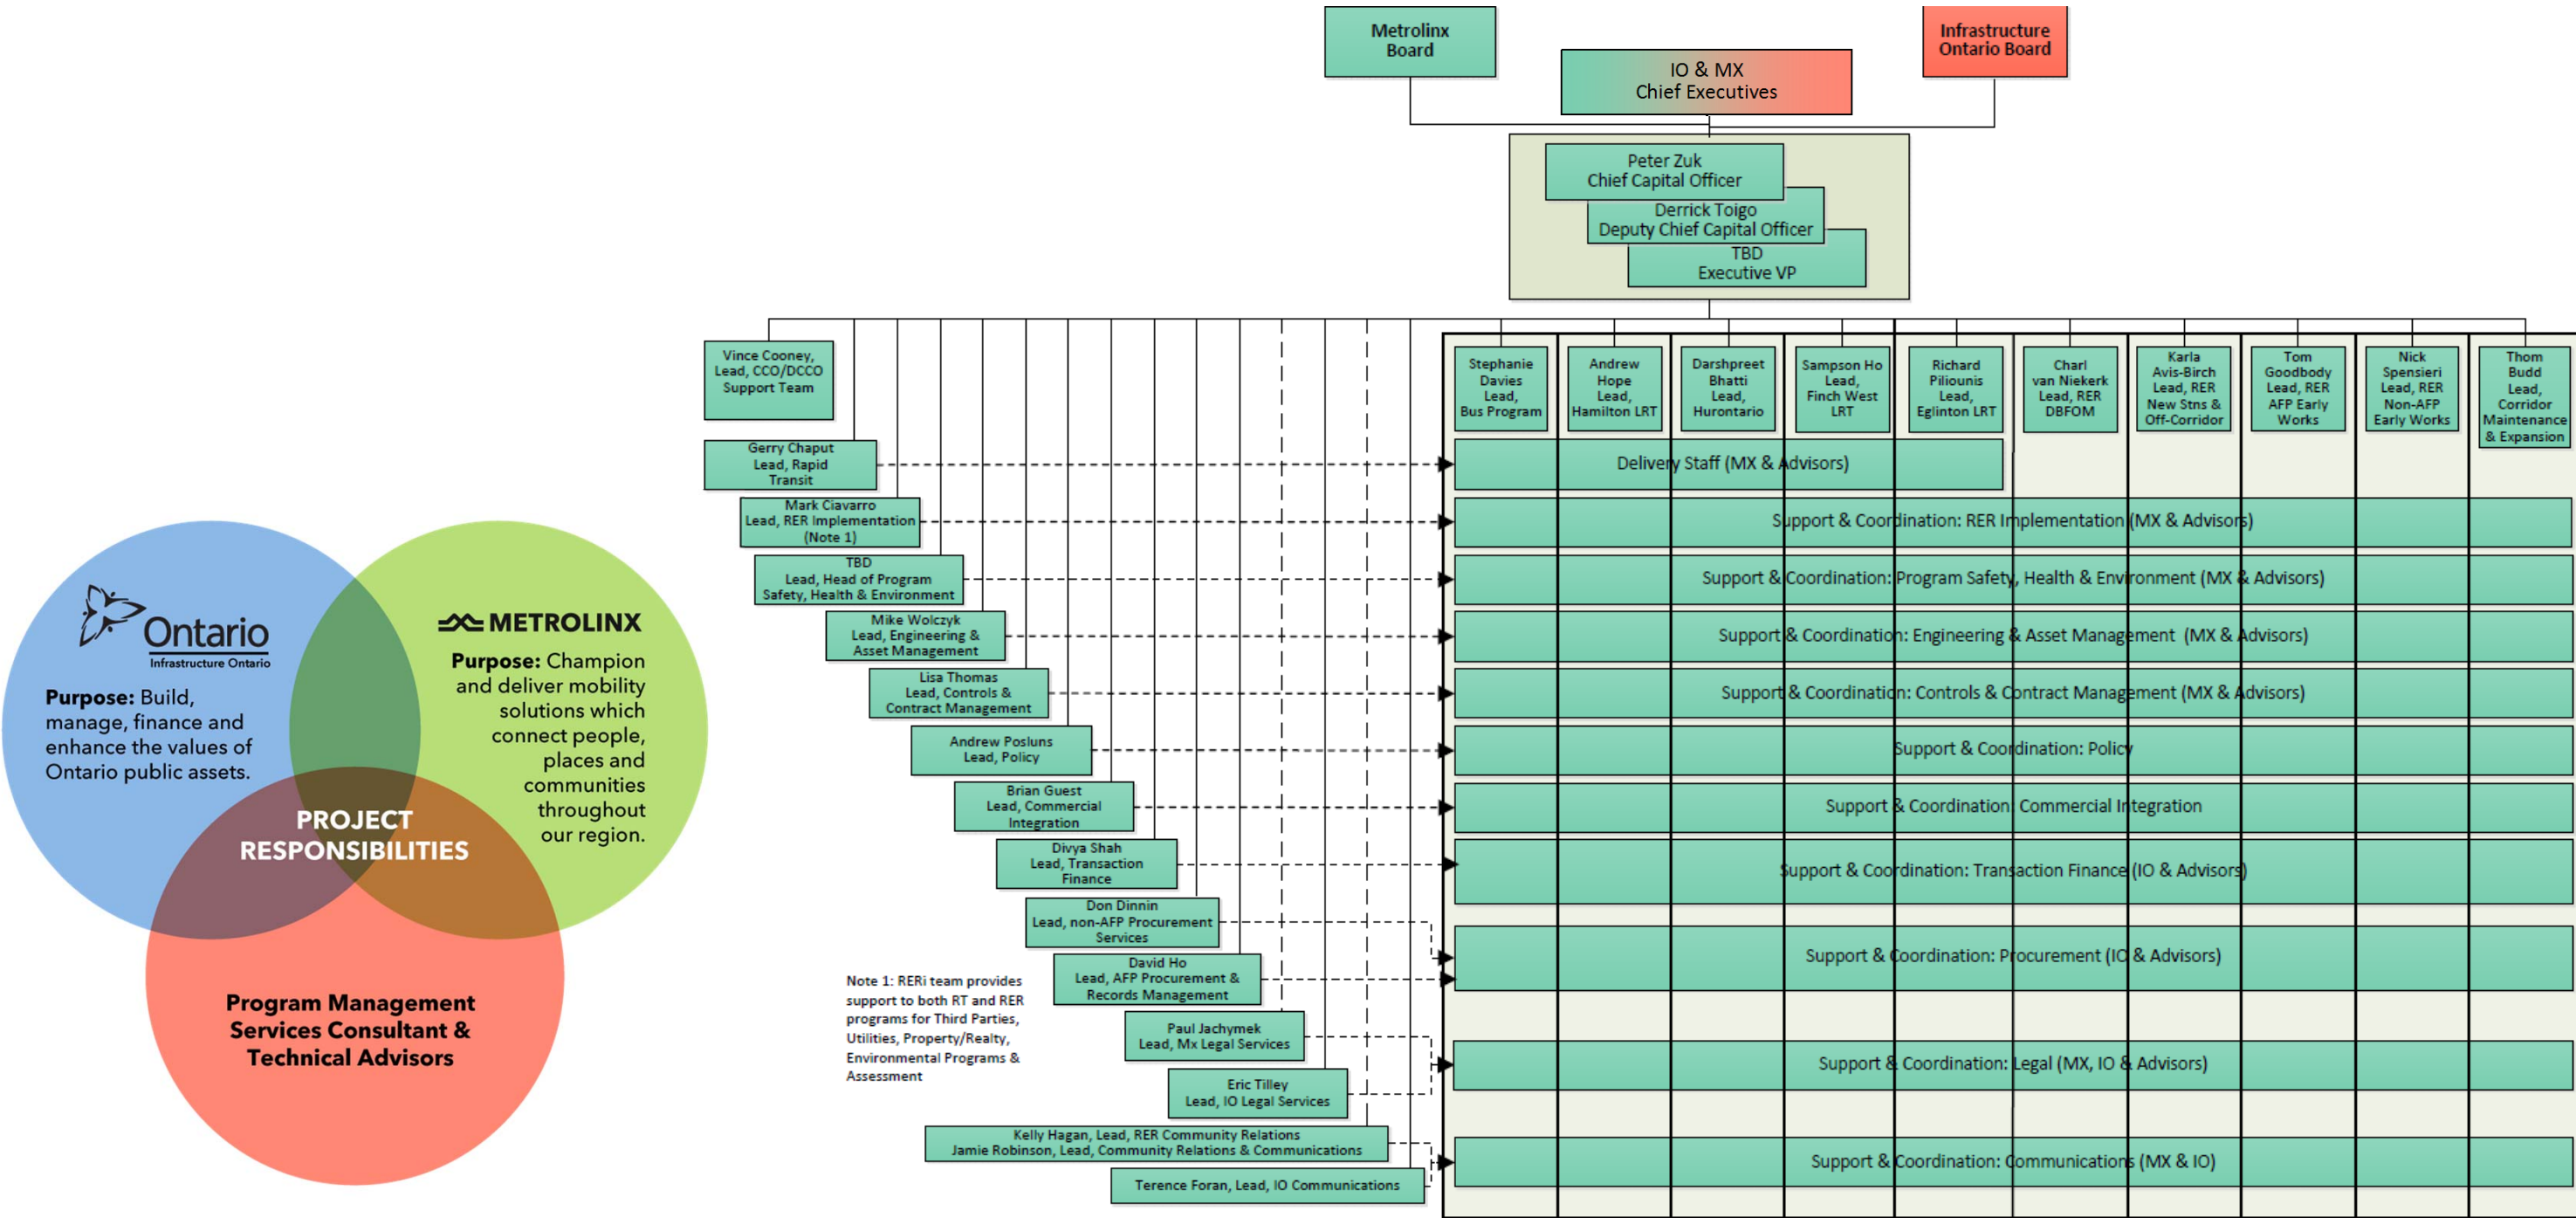 Metrolinx
Board
IO & MX
Chief Executives
Infrastructure
Ontario Board
Peter Zuk
Chief Capital Officer
Derrick Toigo
Deputy Chief Capital Officer
TBD
Executive VP
Vince Cooney,
Lead, CCO/DCCO
Support Team
Stephanie
Davies
Lead,
Bus Program
Andrew
Hope
Lead,
Hamilton LRT
Darshpreet
Bhatti
Lead,
Hurontario
Sampson Ho
Lead,
Finch West
LRT
Richard
Piliounis
Lead,
Eglinton LRT
Charl
van Niekerk
Lead, RER
DBFOM
Karla
Avis-Birch
Lead, RER
New Stns &
Off-Corridor
Tom
Goodbody
Lead, RER
AFP Early
Works
Nick
Spensieri
Lead, RER
Non-AFP
Early Works
Thom
Budd
Lead,
Corridor
Maintenance
& Expansion
Gerry Chaput
Lead, Rapid
Transit
Delivery Staff (MX & Advisors)
Mark Ciavarro
Lead, RER Implementation
(Note 1)
Support & Coordination: RER Implementation (MX & Advisors)
TBD
Lead, Head of Program
Safety, Health & Environment
Support & Coordination: Program Safety, Health & Environment (MX & Advisors)
Mike Wolczyk
Lead, Engineering &
Asset Management
Support & Coordination: Engineering & Asset Management (MX & Advisors)
Lisa Thomas
Lead, Controls &
Contract Management
Support & Coordination: Controls & Contract Management (MX & Advisors)
Andrew Posluns
Lead, Policy
Support & Coordination: Policy
Brian Guest
Lead, Commercial
Integration
Support & Coordination: Commercial Integration
Divya Shah
Lead, Transaction
Finance
Support & Coordination: Transaction Finance (IO & Advisors)
Don Dinnin
Lead, non-AFP Procurement
Services
David Ho
Lead, AFP Procurement &
Records Management
Support & Coordination: Procurement (IO & Advisors)
Paul Jachymek
Lead, Mx Legal Services
Eric Tilley
Lead, IO Legal Services
Support & Coordination: Legal (MX, IO & Advisors)
Kelly Hagan, Lead, RER Community Relations
Jamie Robinson, Lead, Community Relations & Communications
Terence Foran, Lead, IO Communications
Support & Coordination: Communications (MX & IO)
Note 1: RERi team provides
support to both RT and RER
programs for Third Parties,
Utilities, Property/Realty,
Environmental Programs &
Assessment
Ontario
Infrastructure Ontario
Purpose: Build,
manage, finance and
enhance the values of
Ontario public assets.
METROLINX
Purpose: Champion
and deliver mobility
solutions which
connect people,
places and
communities
throughout
our region.
PROJECT
RESPONSIBILITIES
Program Management
Services Consultant &
Technical Advisors